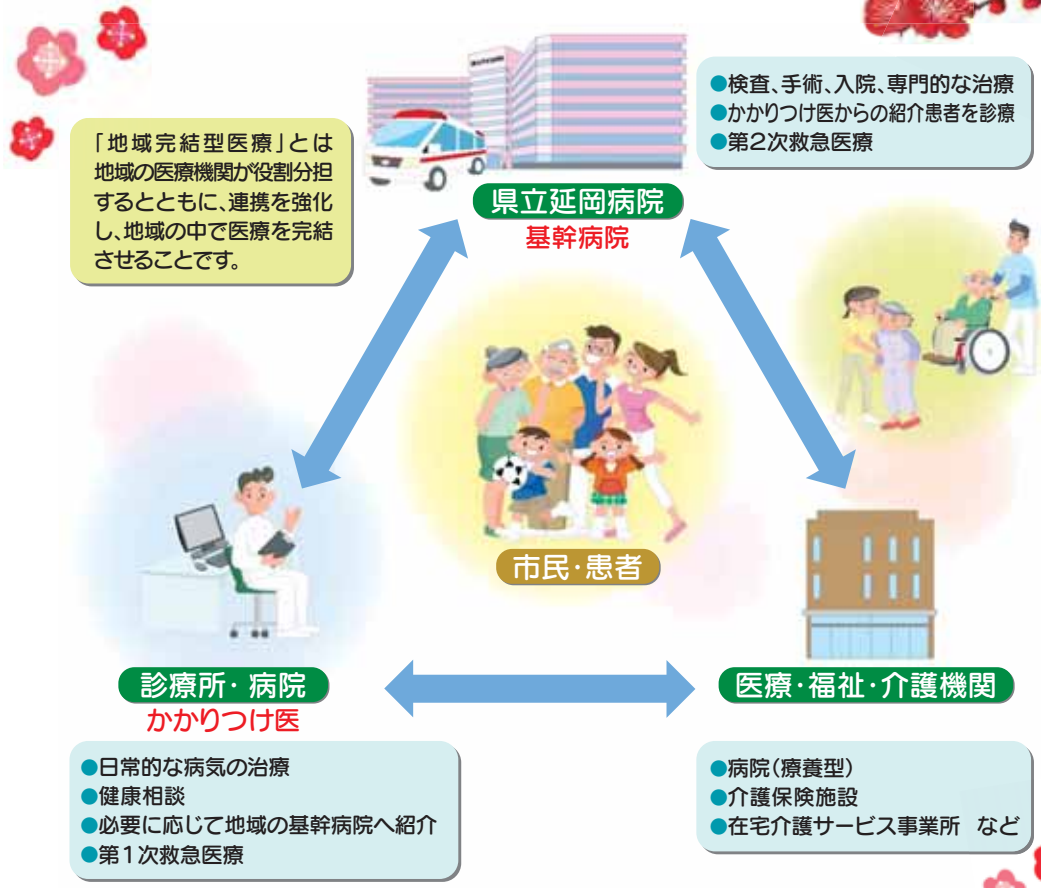 「地域完結型医療」とは
地域の医療機関が役割分担
するとともに、連携を強化
し、地域の中で医療を完結
させることです。
●検査、手術、入院、専門的な治療
●かかりつけ医からの紹介患者を診療
●第2次救急医療
県立延岡病院
基幹病院
市民・患者
診療所・病院
かかりつけ医
●日常的な病気の治療
●健康相談
●必要に応じて地域の基幹病院へ紹介
●第1次救急医療
医療・福祉・介護機関
●病院(療養型)
●介護保険施設
●在宅介護サービス事業所　など